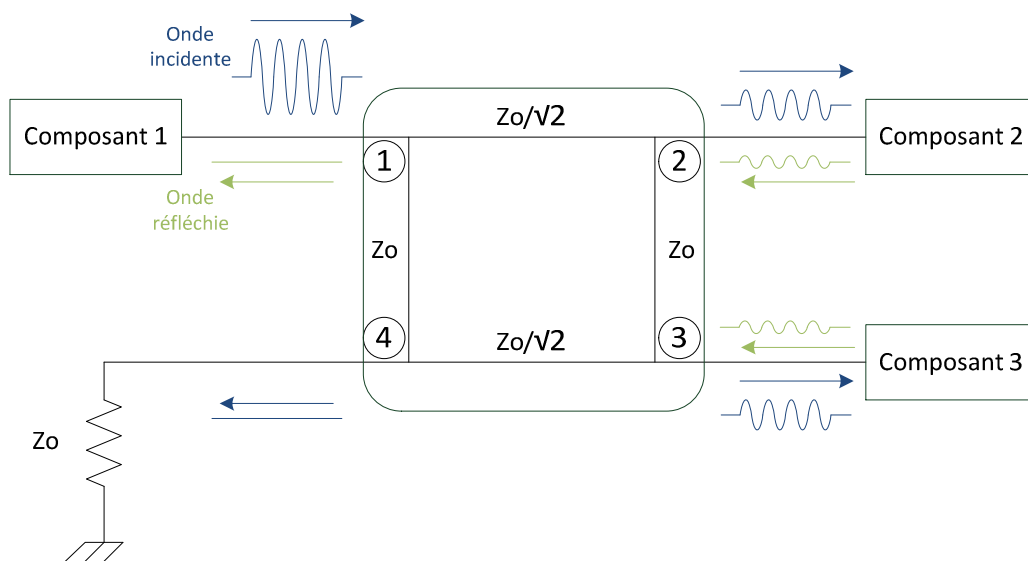 Onde
incidente
Composant 1
Zo/√2
Composant 2
1
2
Onde
réfléchie
Zo
Zo
4
Zo/√2
3
Composant 3
Zo